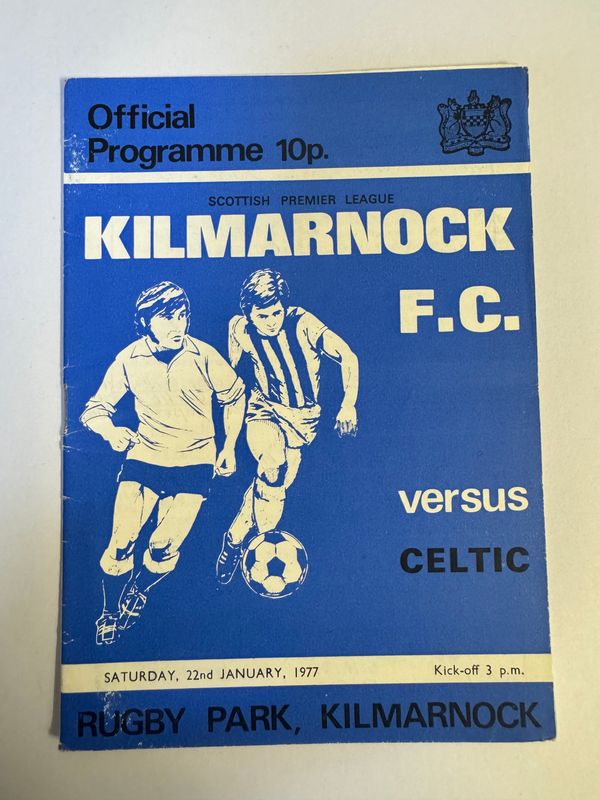 Official
Programme 10p.
SCOTTISH PREMIER LEAGUE
KILMARNOCK
F.C.
versus
CELTIC
SATURDAY, 22nd JANUARY, 1977 Kick-off 3 p.m.
RUGBY PARK, KILMARNOCK